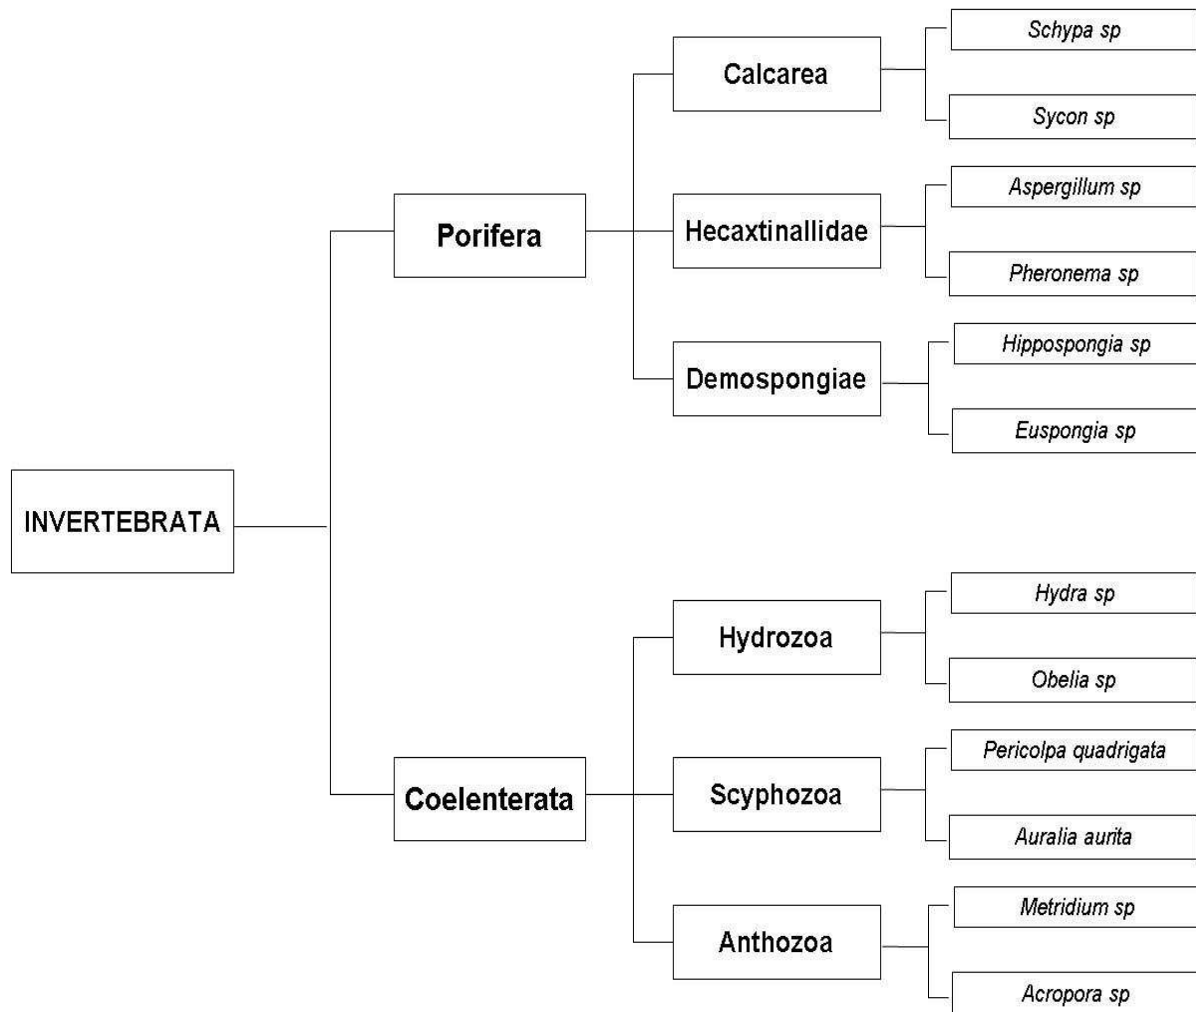 INVERTEBRATA
Porifera
Calcarea
Schypa sp
Sycon sp
Hecaxtinallidae
Aspergillum sp
Pheronema sp
Demospongiae
Hippospongia sp
Euspongia sp
Coelenterata
Hydrozoa
Hydra sp
Obelia sp
Scyphozoa
Pericolpa quadrigata
Auralia aurita
Anthozoa
Metridium sp
Acropora sp